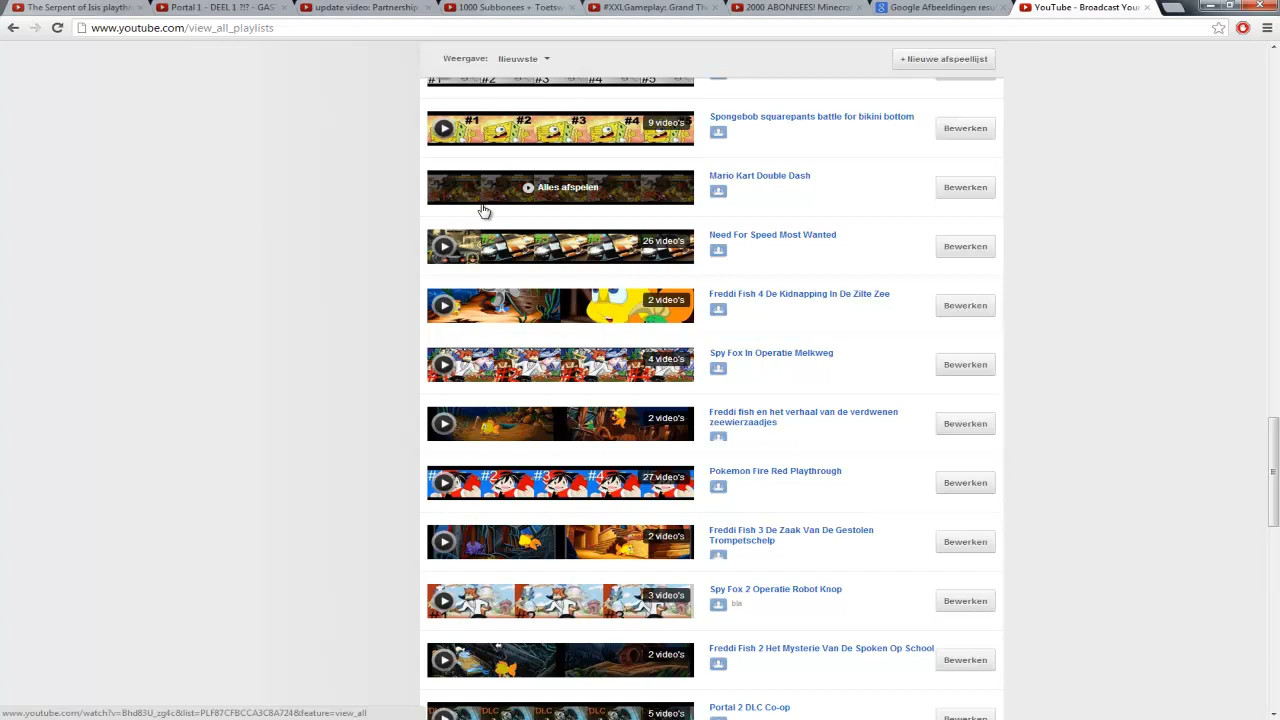 The Serpent of Isis playthr
Portal 1 - DEEL 1 ?!? - GAS
update video: Partnership
1000 Subbonees + Toetsw
#XXLGameplay: Grand The
2000 ABONNEES! Minecraf
Google Afbeeldingen resu
YouTube - Broadcast You
www.youtube.com/view_all_playlists
Weergave: Nieuwste
+ Nieuwe afspeellijst
#1 #2 #3 #4 #5
#1 #2 #3 #4
9 video's
Spongebob squarepants battle for bikini bottom
Bewerken
Alles afspelen
Mario Kart Double Dash
Bewerken
26 video's
Need For Speed Most Wanted
Bewerken
2 video's
Freddi Fish 4 De Kidnapping In De Zilte Zee
Bewerken
4 video's
Spy Fox In Operatie Melkweg
Bewerken
2 video's
Freddi fish en het verhaal van de verdwenen
zeewierzaadjes
Bewerken
#2 #3 #4
27 video's
Pokemon Fire Red Playthrough
Bewerken
2 video's
Freddi Fish 3 De Zaak Van De Gestolen
Trompetschelp
Bewerken
3 video's
Spy Fox 2 Operatie Robot Knop
bla
Bewerken
2 video's
Freddi Fish 2 Het Mysterie Van De Spoken Op School
Bewerken
DLC DLC
5 video's
Portal 2 DLC Co-op
Bewerken
www.youtube.com/watch?v=Bhd83U_zg4c&list=PLF87CFBCCA3C8A724&feature=view_all